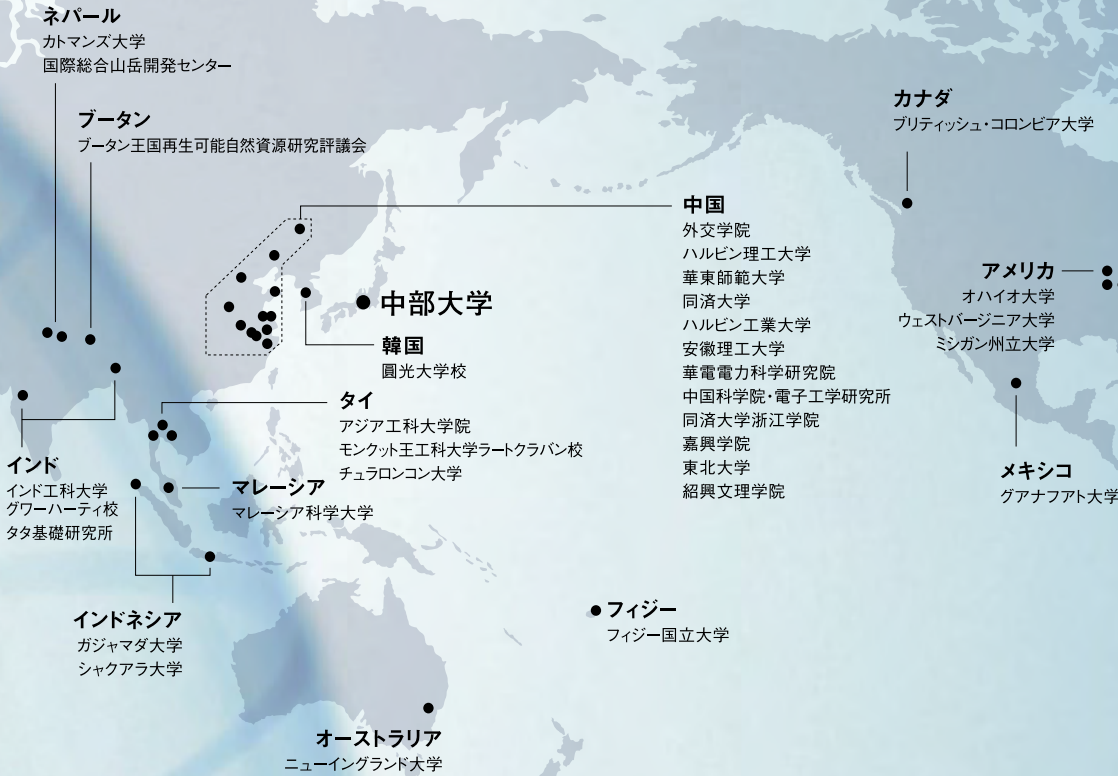 ネパール
カトマンズ大学
国際総合山岳開発センター
ブータン
ブータン王国再生可能自然資源研究評議会
カナダ
ブリティッシュ・コロンビア大学
中国
外交学院
ハルビン理工大学
華東師範大学
同済大学
ハルビン工業大学
安徽理工大学
華電電力科学研究院
中国科学院・電子工学研究所
同済大学浙江学院
嘉興学院
東北大学
紹興文理学院
アメリカ
オハイオ大学
ウェストバージニア大学
ミシガン州立大学
中部大学
韓国
圓光大学校
タイ
アジア工科大学院
モンクット王工科大学ラートクラバン校
チュラロンコン大学
インド
インド工科大学
グワーハーティ校
タタ基礎研究所
マレーシア
マレーシア科学大学
メキシコ
グアナファト大学
インドネシア
ガジャマダ大学
シャクアラ大学
フィジー
フィジー国立大学
オーストラリア
ニューイングランド大学